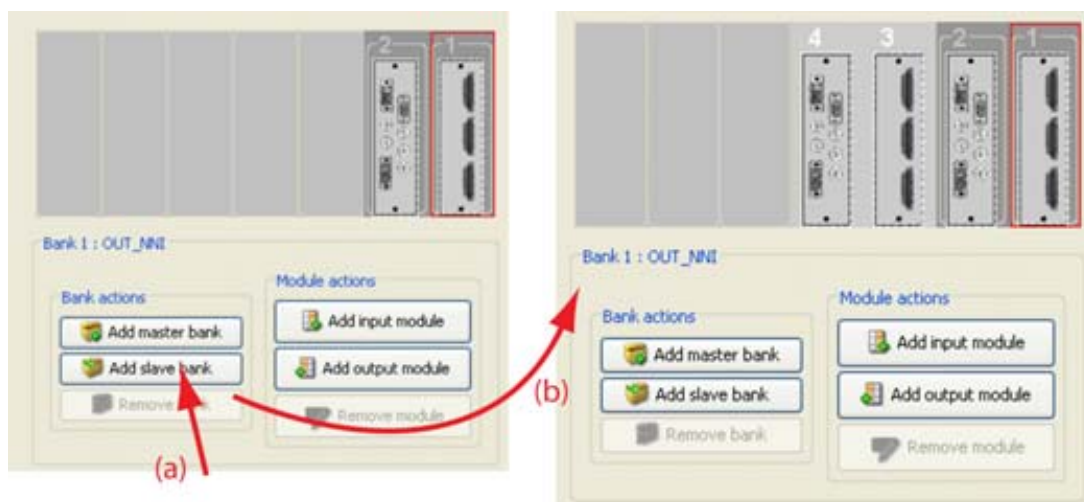 2 1
Bank 1 : OUT_NNI
Bank actions
Add master bank
Add slave bank
Remove bank
Module actions
Add input module
Add output module
Remove module
(a)
(b)
4 3 2 1
Bank 1 : OUT_NNI
Bank actions
Add master bank
Add slave bank
Remove bank
Module actions
Add input module
Add output module
Remove module